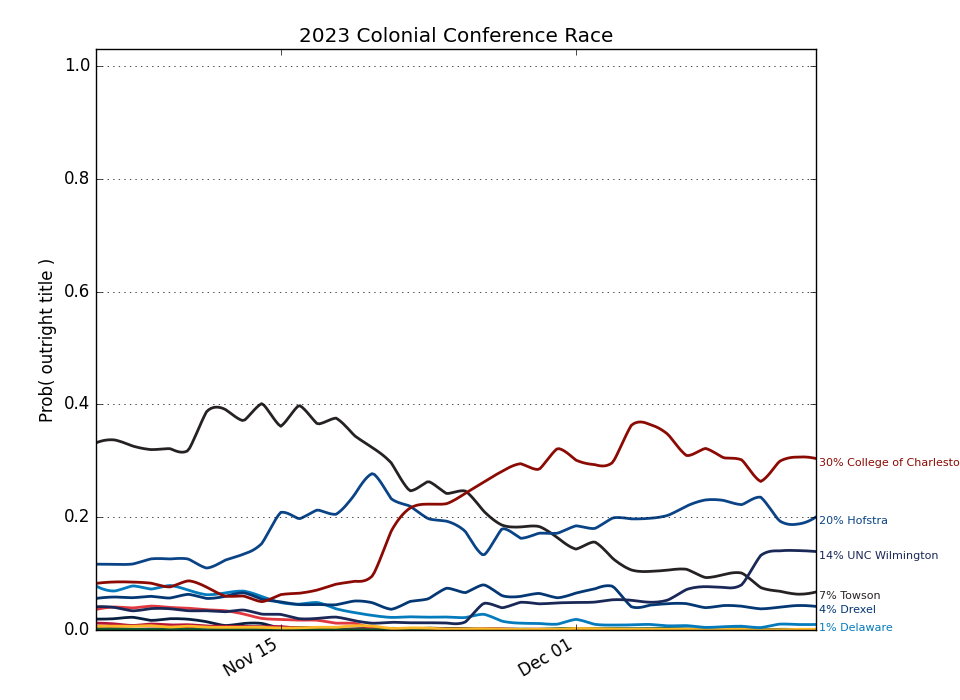 2023 Colonial Conference Race
Prob( outright title )
1.0
0.8
0.6
0.4
0.2
0.0
Nov 15
Dec 01
30% College of Charlesto
20% Hofstra
14% UNC Wilmington
7% Towson
4% Drexel
1% Delaware